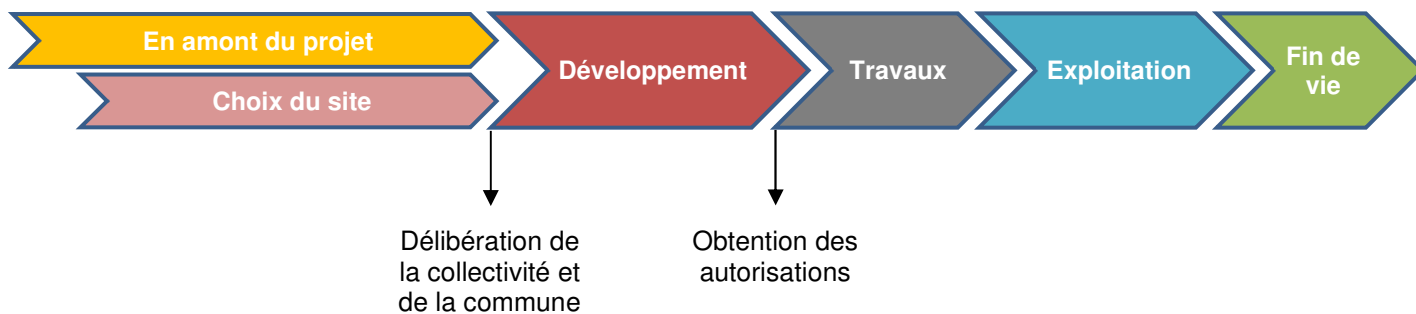 En amont du projet
Choix du site
Développement
Travaux
Exploitation
Fin de
vie
Délibération de
la collectivité et
de la commune
Obtention des
autorisations